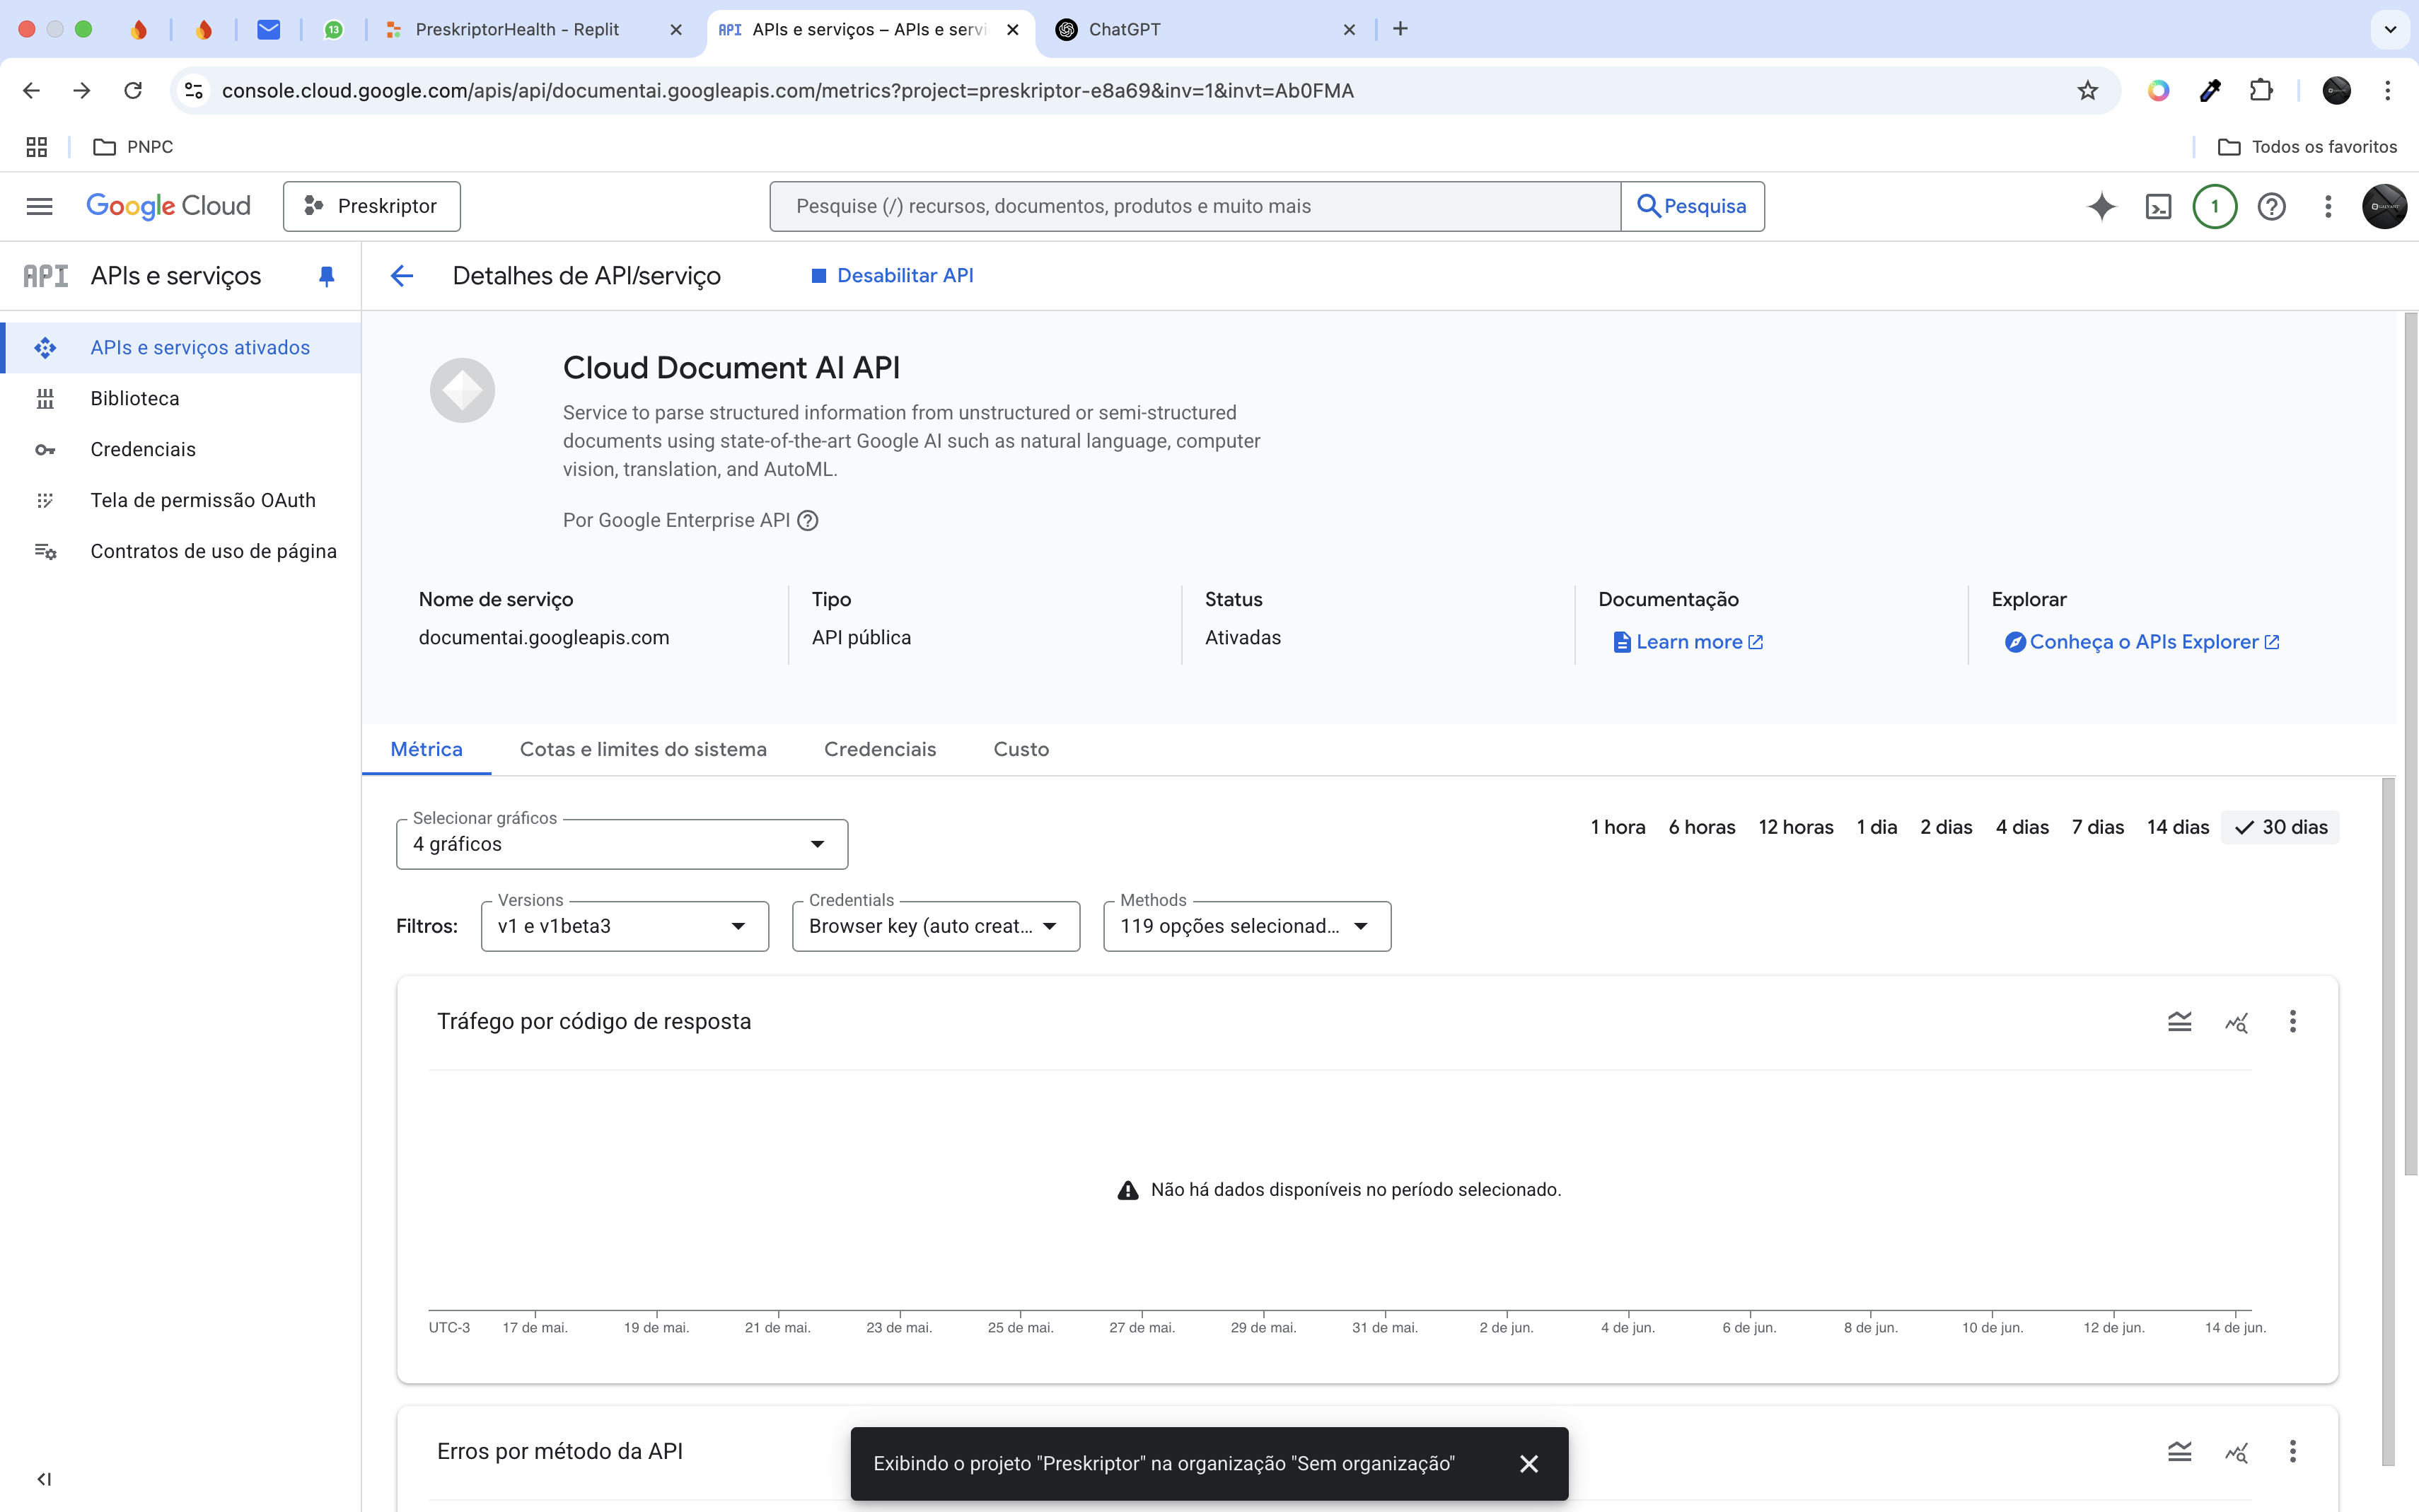 13
PreskriptorHealth - Replit
API APIs e serviços – APIs e servi
ChatGPT
console.cloud.google.com/apis/api/documentai.googleapis.com/metrics?project=preskriptor-e8a69&inv=1&invt=Ab0FMA
PNPC
Todos os favoritos
Google Cloud
Preskriptor
Pesquise (/) recursos, documentos, produtos e muito mais
Pesquisa
1
API APIs e serviços
Detalhes de API/serviço
Desabilitar API
APIs e serviços ativados
Biblioteca
Credenciais
Tela de permissão OAuth
Contratos de uso de página
Cloud Document AI API
Service to parse structured information from unstructured or semi-structured
documents using state-of-the-art Google AI such as natural language, computer
vision, translation, and AutoML.
Por Google Enterprise API
Nome de serviço
documentai.googleapis.com
Tipo
API pública
Status
Ativadas
Documentação
Learn more
Explorar
Conheça o APIs Explorer
Métrica
Cotas e limites do sistema
Credenciais
Custo
Selecionar gráficos
4 gráficos
1 hora
6 horas
12 horas
1 dia
2 dias
4 dias
7 dias
14 dias
30 dias
Filtros:
Versions
v1 e v1beta3
Credentials
Browser key (auto creat...
Methods
119 opções selecionad...
Tráfego por código de resposta
Não há dados disponíveis no período selecionado.
UTC-3
17 de mai.
19 de mai.
21 de mai.
23 de mai.
25 de mai.
27 de mai.
29 de mai.
31 de mai.
2 de jun.
4 de jun.
6 de jun.
8 de jun.
10 de jun.
12 de jun.
14 de jun.
Erros por método da API
Exibindo o projeto "Preskriptor" na organização "Sem organização"